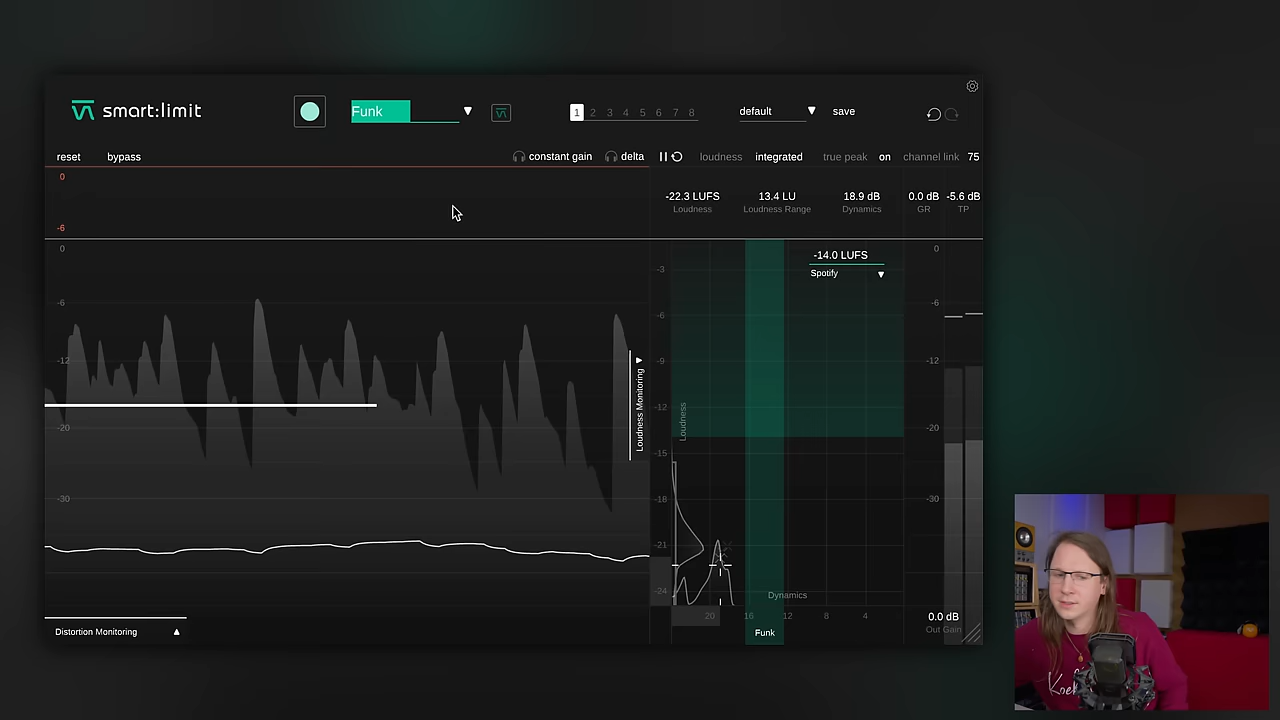 smart:limit
Funk
1 2 3 4 5 6 7 8
default
save
reset
bypass
constant gain
delta
loudness
integrated
true peak
on
channel link
75
0
-6
-22.3 LUFS
Loudness
13.4 LU
Loudness Range
18.9 dB
Dynamics
0.0 dB
GR
-5.6 dB
TP
0
-6
-12
-20
-30
Loudness Monitoring
-14.0 LUFS
Spotify
-3
-6
-9
-12
-15
-18
-21
-24
Loudness
Dynamics
20
16
12
8
4
Funk
0
-6
-12
-20
-30
0.0 dB
Out Gain
Distortion Monitoring